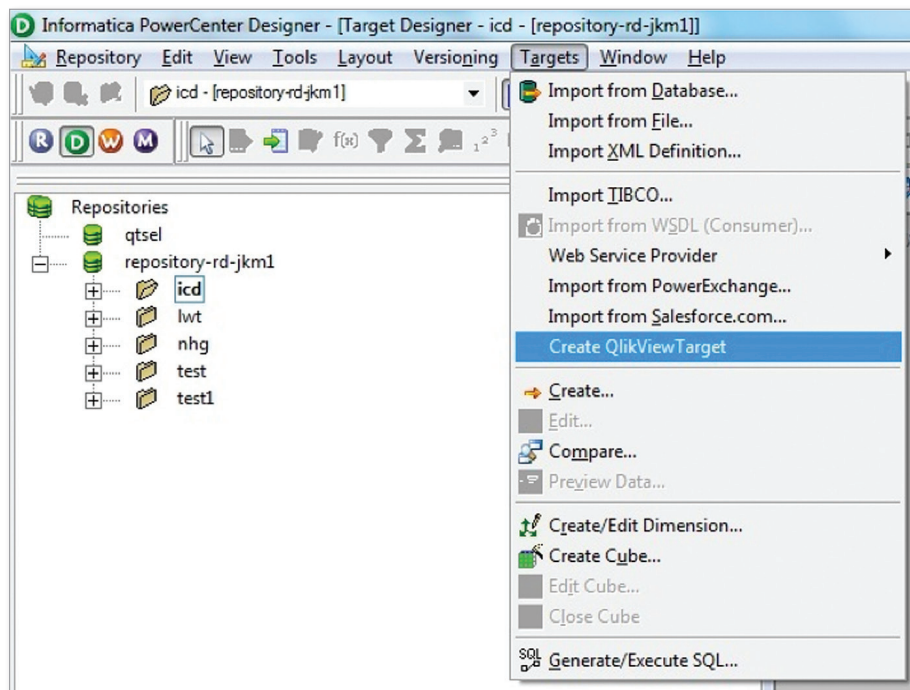 Informatica PowerCenter Designer - [Target Designer - icd - [repository-rd-jkm1]]
Repository Edit View Tools Layout Versioning Targets Window Help
icd - [repository-rd-jkm1]
R D W M f(x) Σ 1²³
Repositories
qtsel
repository-rd-jkm1
icd
lwt
nhg
test
test1
Import from Database...
Import from File...
Import XML Definition...
Import TIBCO...
Import from WSDL (Consumer)...
Web Service Provider
Import from PowerExchange...
Import from Salesforce.com...
Create QlikViewTarget
Create...
Edit...
Compare...
Preview Data...
Create/Edit Dimension...
Create Cube...
Edit Cube...
Close Cube
SQL Generate/Execute SQL...